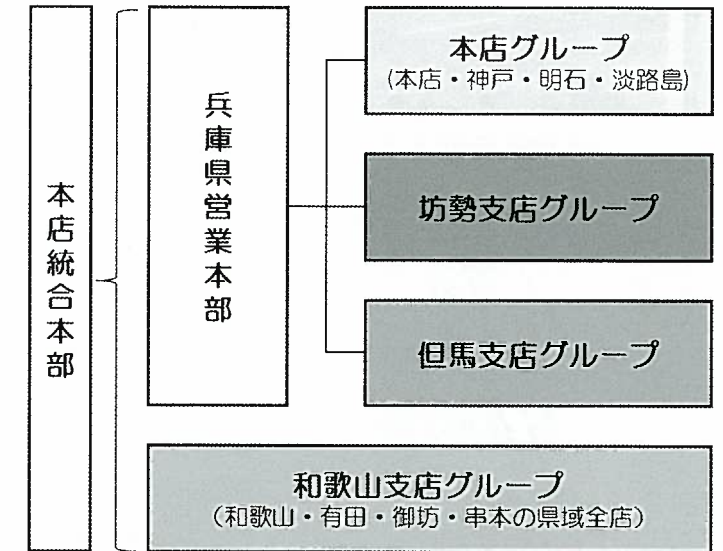 本店統合本部
兵庫県営業本部
本店グループ
(本店・神戸・明石・淡路島)
坊勢支店グループ
但馬支店グループ
和歌山支店グループ
(和歌山・有田・御坊・串本の県域全店)